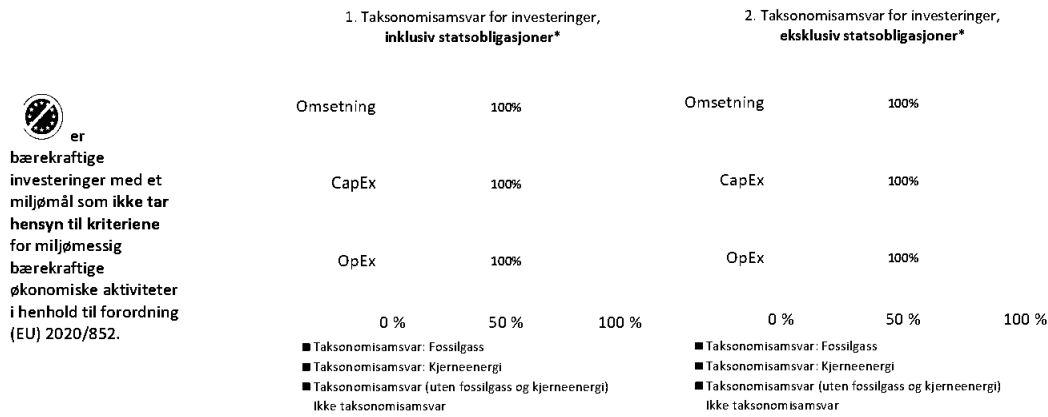 er
bærekraftige
investeringer med et
miljømål som ikke tar
hensyn til kriteriene
for miljømessig
bærekraftige
økonomiske aktiviteter
i henhold til forordning
(EU) 2020/852.
1. Taksonomisamsvar for investeringer,
inklusiv statsobligasjoner*
Omsetning 100%
CapEx 100%
OpEx 100%
0 % 50 % 100 %
Taksonomisamsvar: Fossilgass
Taksonomisamsvar: Kjerneenergi
Taksonomisamsvar (uten fossilgass og kjerneenergi)
Ikke taksonomisamsvar
2. Taksonomisamsvar for investeringer,
eksklusiv statsobligasjoner*
Omsetning 100%
CapEx 100%
OpEx 100%
0 % 50 % 100 %
Taksonomisamsvar: Fossilgass
Taksonomisamsvar: Kjerneenergi
Taksonomisamsvar (uten fossilgass og kjerneenergi)
Ikke taksonomisamsvar